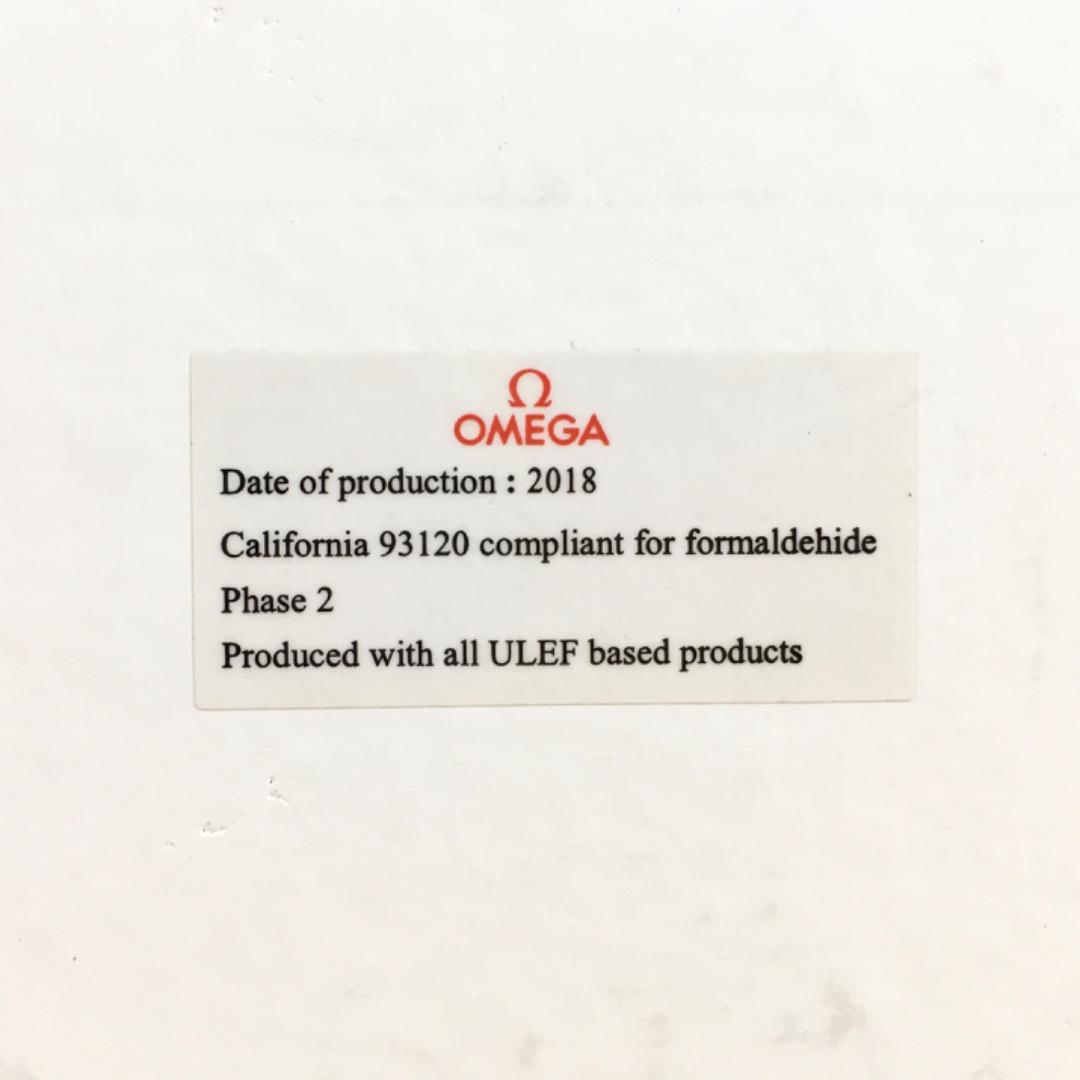 Ω
OMEGA
Date of production : 2018
California 93120 compliant for formaldehide
Phase 2
Produced with all ULEF based products